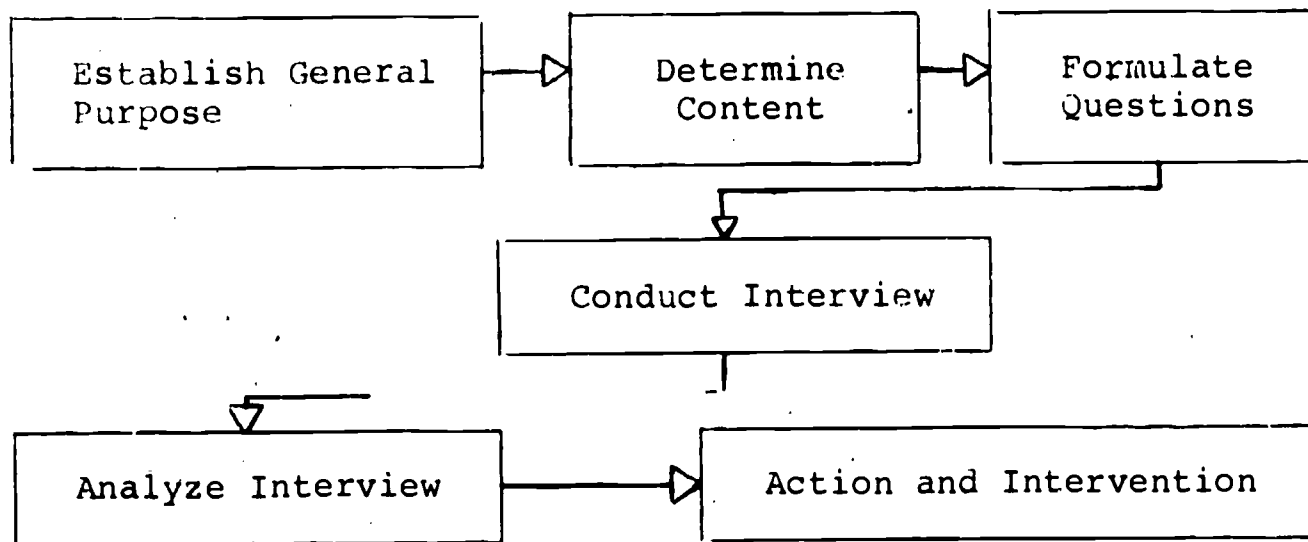 Establish General
Purpose
Determine
Content
Formulate
Questions
Conduct Interview
Analyze Interview
Action and Intervention